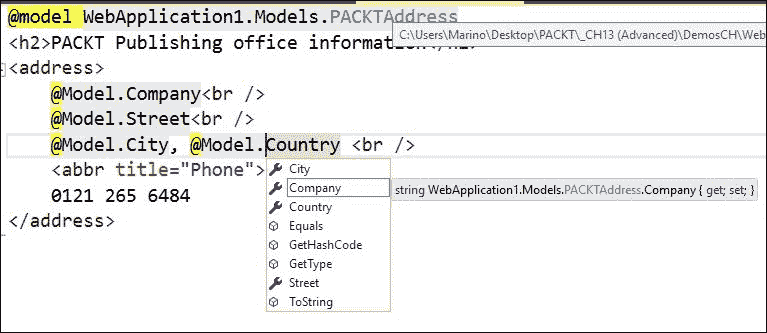 @model WebApplication1.Models.PACKTAddress
<h2>PACKT Publishing office information</h2>
C:\Users\Marino\Desktop\PACKT\_CH13 (Advanced)\DemosCH\Web
<address>
@Model.Company<br />
@Model.Street<br />
@Model.City, @Model.Country <br />
<abbr title="Phone">
City
Company
string WebApplication1.Models.PACKTAddress.Company { get; set; }
0121 265 6484
Country
</address>
Equals
GetHashCode
GetType
Street
ToString